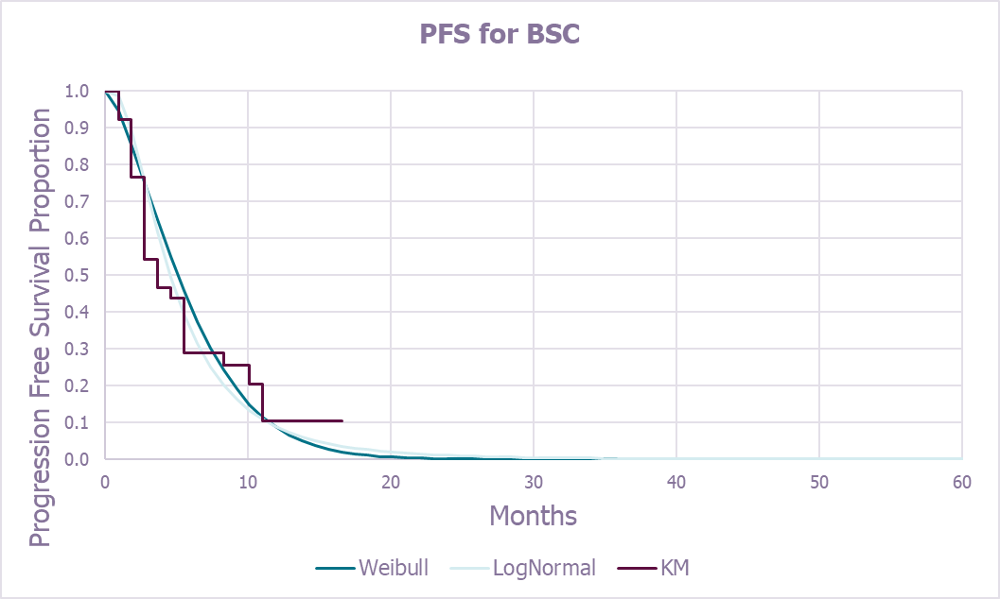 PFS for BSC
Progression Free Survival Proportion
1.0
0.9
0.8
0.7
0.6
0.5
0.4
0.3
0.2
0.1
0.0
0 10 20 30 40 50 60
Months
Weibull LogNormal KM